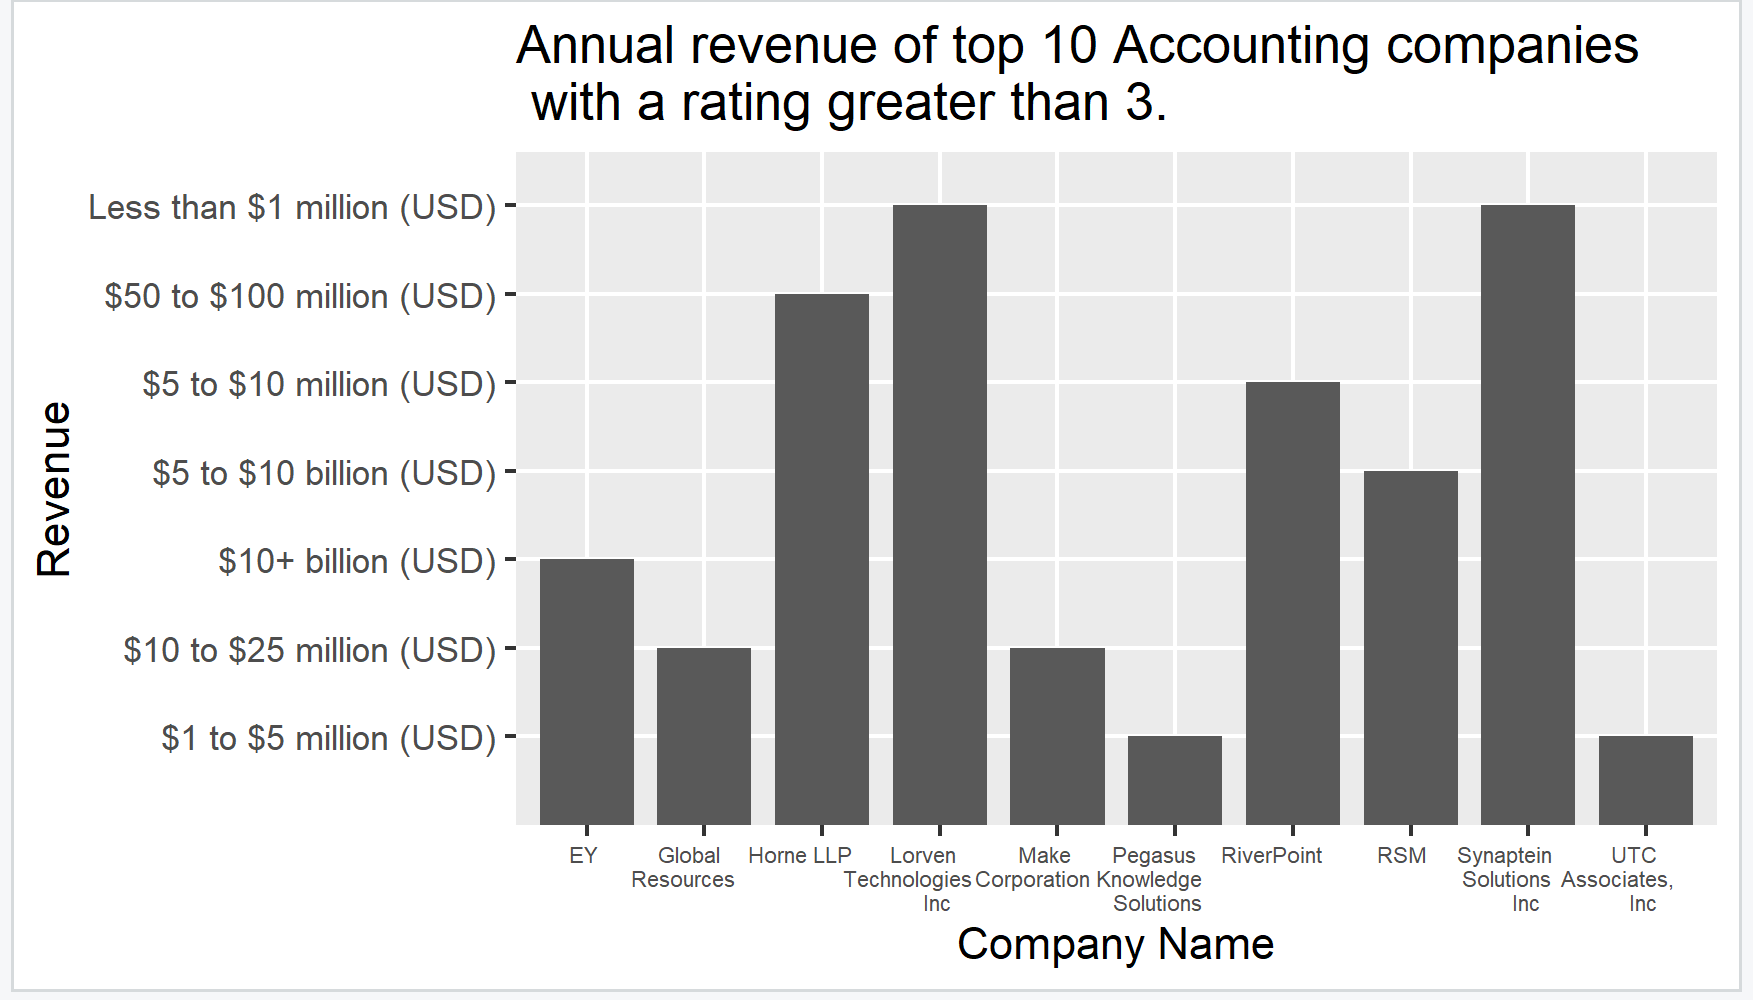 Annual revenue of top 10 Accounting companies
with a rating greater than 3.
Revenue
Less than $1 million (USD)
$50 to $100 million (USD)
$5 to $10 million (USD)
$5 to $10 billion (USD)
$10+ billion (USD)
$10 to $25 million (USD)
$1 to $5 million (USD)
EY
Global
Resources
Horne LLP
Lorven
Technologies
Inc
Make
Corporation
Pegasus
Knowledge
Solutions
RiverPoint
RSM
Synaptein
Solutions
Inc
UTC
Associates,
Inc
Company Name